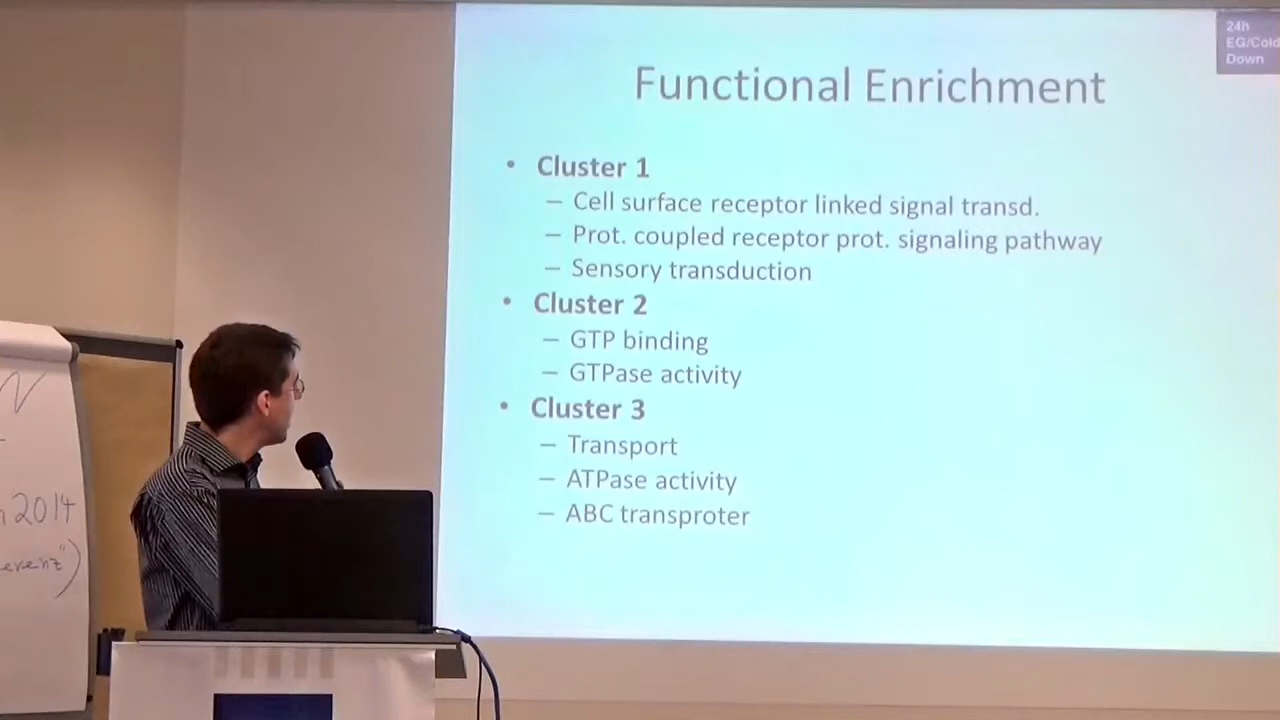 24h
EG/Cold
Down
Functional Enrichment
• Cluster 1
– Cell surface receptor linked signal transd.
– Prot. coupled receptor prot. signaling pathway
– Sensory transduction
• Cluster 2
– GTP binding
– GTPase activity
• Cluster 3
– Transport
– ATPase activity
– ABC transproter
2014